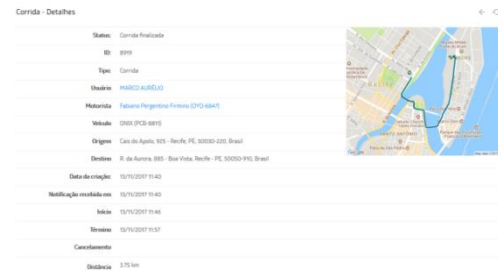 Corrida - Detalhes
Status: Corrida finalizada
ID: 8919
Tipo: Corrida
Usuário MARCO AURÉLIO
Motorista Fabiano Pergentino Firmino (OYO-6847)
Veículo ONIX (PCB-8811)
Origem Cais do Apolo, 925 - Recife, PE, 50030-220, Brasil
Destino R. da Aurora, 885 - Boa Vista, Recife - PE, 50050-910, Brasil
Data da criação: 13/11/2017 11:40
Notificação recebida em 13/11/2017 11:40
Início 13/11/2017 11:46
Término 13/11/2017 11:57
Cancelamento
Distância 3.75 km
Google